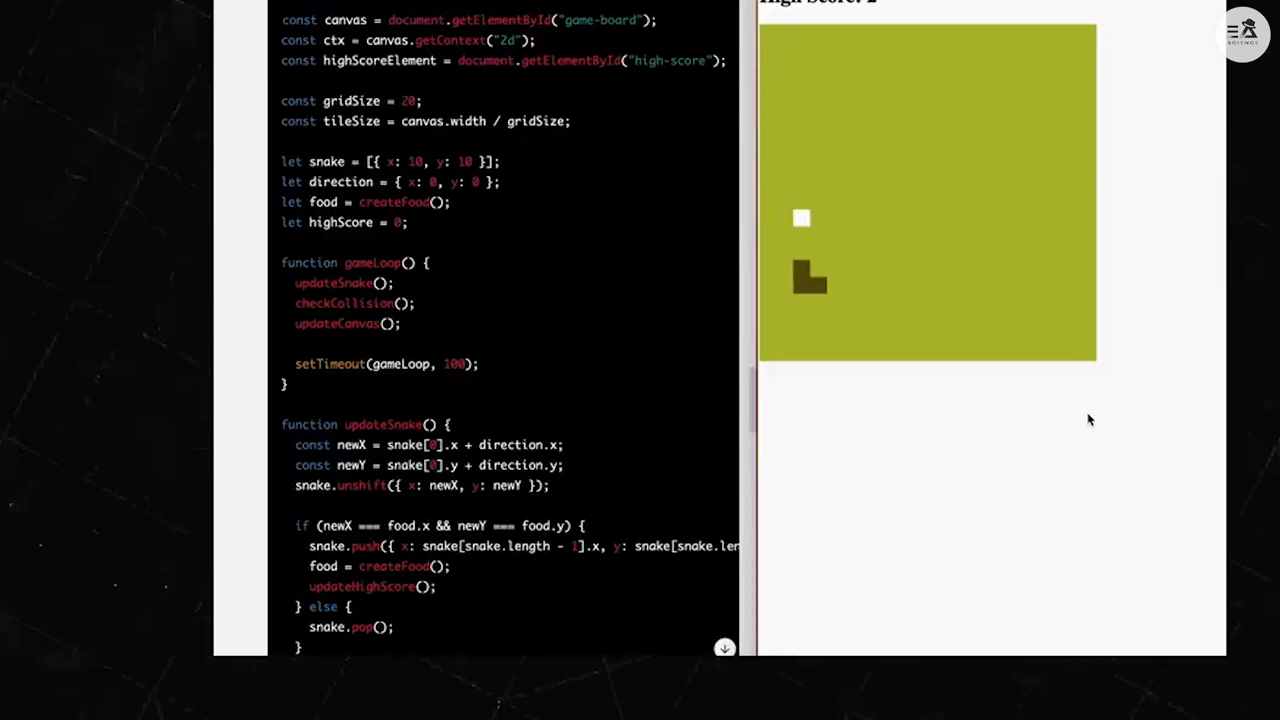 High Score: 2
const canvas = document.getElementById("game-board");
const ctx = canvas.getContext("2d");
const highScoreElement = document.getElementById("high-score");
const gridSize = 20;
const tileSize = canvas.width / gridSize;
let snake = [{ x: 10, y: 10 }];
let direction = { x: 0, y: 0 };
let food = createFood();
let highScore = 0;
function gameLoop() {
updateSnake();
checkCollision();
updateCanvas();
setTimeout(gameLoop, 100);
}
function updateSnake() {
const newX = snake[0].x + direction.x;
const newY = snake[0].y + direction.y;
snake.unshift({ x: newX, y: newY });
if (newX === food.x && newY === food.y) {
snake.push({ x: snake[snake.length - 1].x, y: snake[snake.len
food = createFood();
updateHighScore();
} else {
snake.pop();
}
SCIENCE